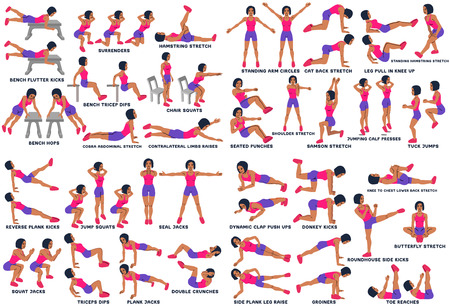 SURRENDERS
HAMSTRING STRETCH
STANDING ARM CIRCLES
CAT BACK STRETCH
LEG PULL IN KNEE UP
STANDING HAMSTRING STRETCH
BENCH FLUTTER KICKS
BENCH TRICEP DIPS
CHAIR SQUATS
BENCH HOPS
COBRA ABDOMINAL STRETCH
CONTRALATERAL LIMBS RAISES
SEATED PUNCHES
SHOULDER STRETCH
SAMSON STRETCH
JUMPING CALF PRESSES
TUCK JUMPS
REVERSE PLANK KICKS
JUMP SQUATS
SEAL JACKS
DYNAMIC CLAP PUSH UPS
DONKEY KICKS
KNEE TO CHEST LOWER BACK STRETCH
ROUNDHOUSE SIDE KICKS
BUTTERFLY STRETCH
SQUAT JACKS
TRICEPS DIPS
PLANK JACKS
DOUBLE CRUNCHES
SIDE PLANK LEG RAISE
GROINERS
TOE REACHES